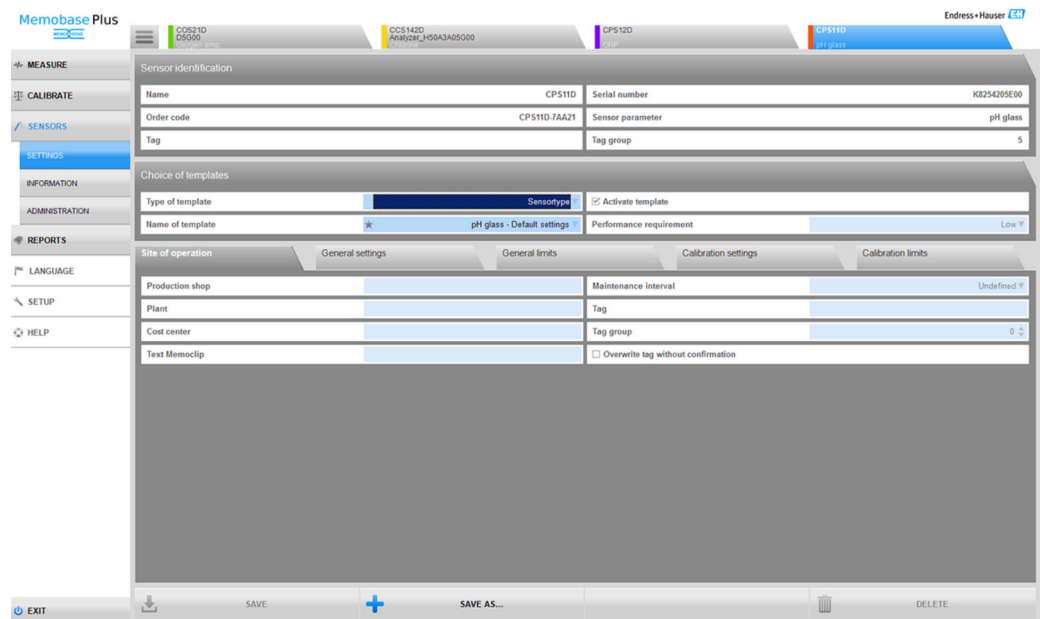 Memobase Plus
MEMOSENS
Endress+Hauser EH
COS21D
D5G00
Oxygen amp.
CCS142D
Analyzer_H50A3A05G00
Chlorine
CPS12D
ORP
CPS11D
pH glass
MEASURE
CALIBRATE
SENSORS
SETTINGS
INFORMATION
ADMINISTRATION
REPORTS
LANGUAGE
SETUP
HELP
EXIT
Sensor identification
Name CPS11D Serial number K8254205E00
Order code CPS11D-7AA21 Sensor parameter pH glass
Tag Tag group 5
Choice of templates
Type of template Sensortype Activate template
Name of template pH glass - Default settings Performance requirement Low
Site of operation General settings General limits Calibration settings Calibration limits
Production shop Maintenance interval Undefined
Plant Tag
Cost center Tag group 0
Text Memoclip Overwrite tag without confirmation
SAVE SAVE AS... DELETE